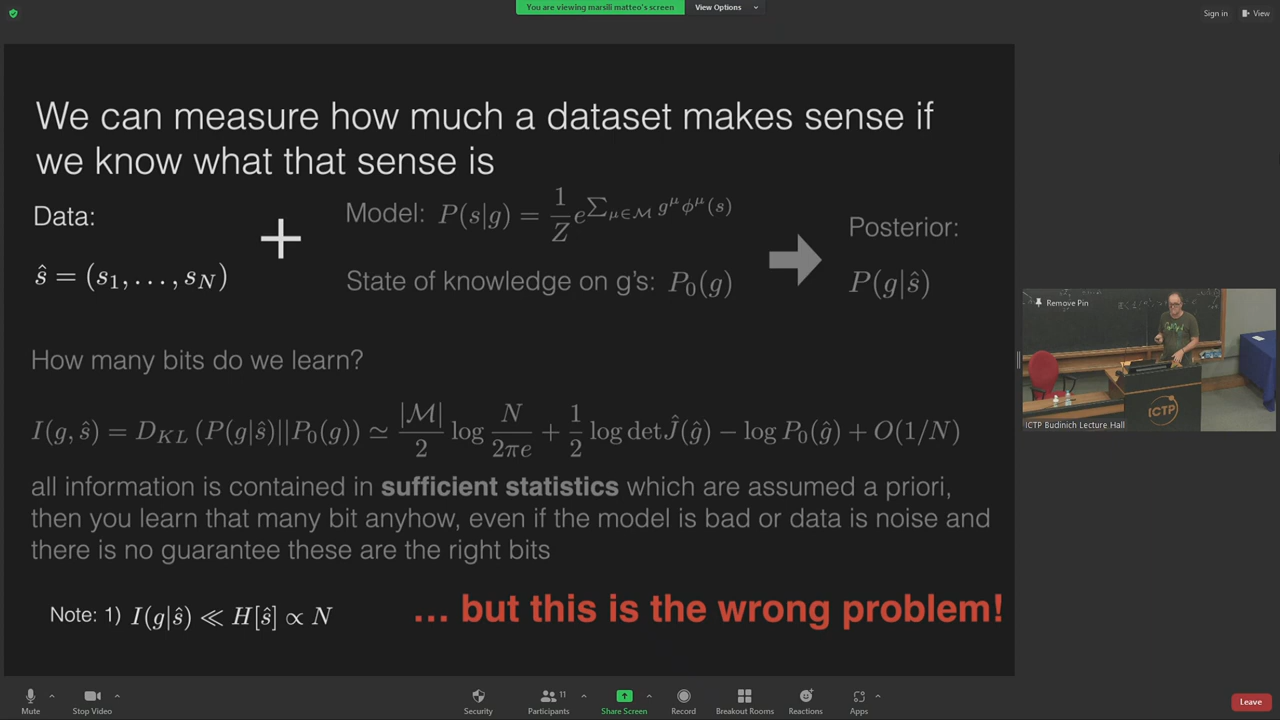 You are viewing marsili matteo's screen View Options
Sign in View
We can measure how much a dataset makes sense if
we know what that sense is
Data:
ŝ = (s₁, . . . , s_N)
+
Model: P(s|g) = 1/Z e^{∑_{μ∈ℳ} g^μ φ^μ(s)}
State of knowledge on g's: P₀(g)
Posterior:
P(g|ŝ)
How many bits do we learn?
I(g, ŝ) = D_{KL} (P(g|ŝ)||P₀(g)) ≃ |ℳ|/2 log N/2πe + 1/2 log detĴ(ĝ) − log P₀(ĝ) + O(1/N)
all information is contained in sufficient statistics which are assumed a priori,
then you learn that many bit anyhow, even if the model is bad or data is noise and
there is no guarantee these are the right bits
Note: 1) I(g|ŝ) ≪ H[ŝ] ∝ N
... but this is the wrong problem!
Remove Pin
ICTP
ICTP Budinich Lecture Hall
Mute Stop Video Security Participants 11 Share Screen Record Breakout Rooms Reactions Apps Leave